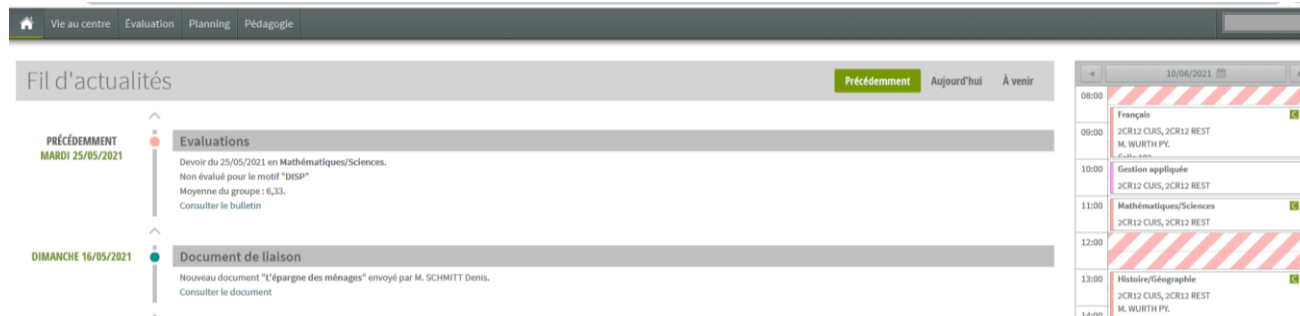 Vie au centre Évaluation Planning Pédagogie
Fil d'actualités
Précédemment Aujourd'hui À venir
PRÉCÉDEMMENT
MARDI 25/05/2021
Evaluations
Devoir du 25/05/2021 en Mathématiques/Sciences.
Non évalué pour le motif "DISP"
Moyenne du groupe : 6,33.
Consulter le bulletin
DIMANCHE 16/05/2021
Document de liaison
Nouveau document "L'épargne des ménages" envoyé par M. SCHMITT Denis.
Consulter le document
10/06/2021
08:00
Français C
09:00 2CR12 CUIS, 2CR12 REST
M. WURTH PY.
10:00 Gestion appliquée
2CR12 CUIS, 2CR12 REST
11:00 Mathématiques/Sciences C
2CR12 CUIS, 2CR12 REST
12:00
13:00 Histoire/Géographie C
2CR12 CUIS, 2CR12 REST
14:00 M. WURTH PY.